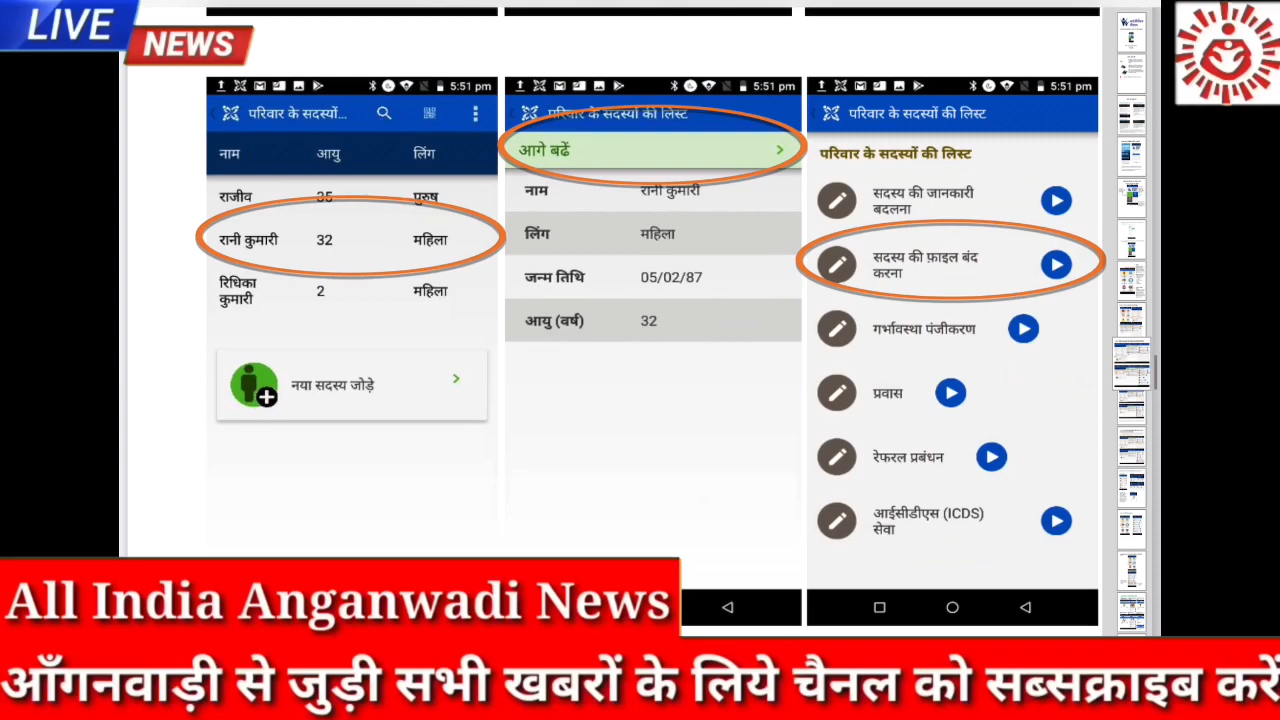 LIVE
NEWS
5:51 pm
परिवार के सदस्यों...
नाम आयु लिंग
राजीव 35 पुरुष
रानी कुमारी 32 महिला
रिधिका
कुमारी 2 महिला
नया सदस्य जोड़े
5:51 pm
परिवार के सदस्यों की लिस्ट
आगे बढें
नाम रानी कुमारी
लिंग महिला
जन्म तिथि 05/02/87
आयु (वर्ष) 32
5:51 pm
परिवार के सदस्यों की लिस्ट
परिवार के सदस्यों की लिस्ट
सदस्य की जानकारी
बदलना
सदस्य की फ़ाइल बंद
करना
गर्भावस्था पंजीकरण
प्रवास
रेफरल प्रबंधन
आईसीडीएस (ICDS)
सेवा
All India Anganwadi News
आँगनवाड़ी से जुड़ी सभी खबरों के लिये चैनल को सब्सक्राइब करें